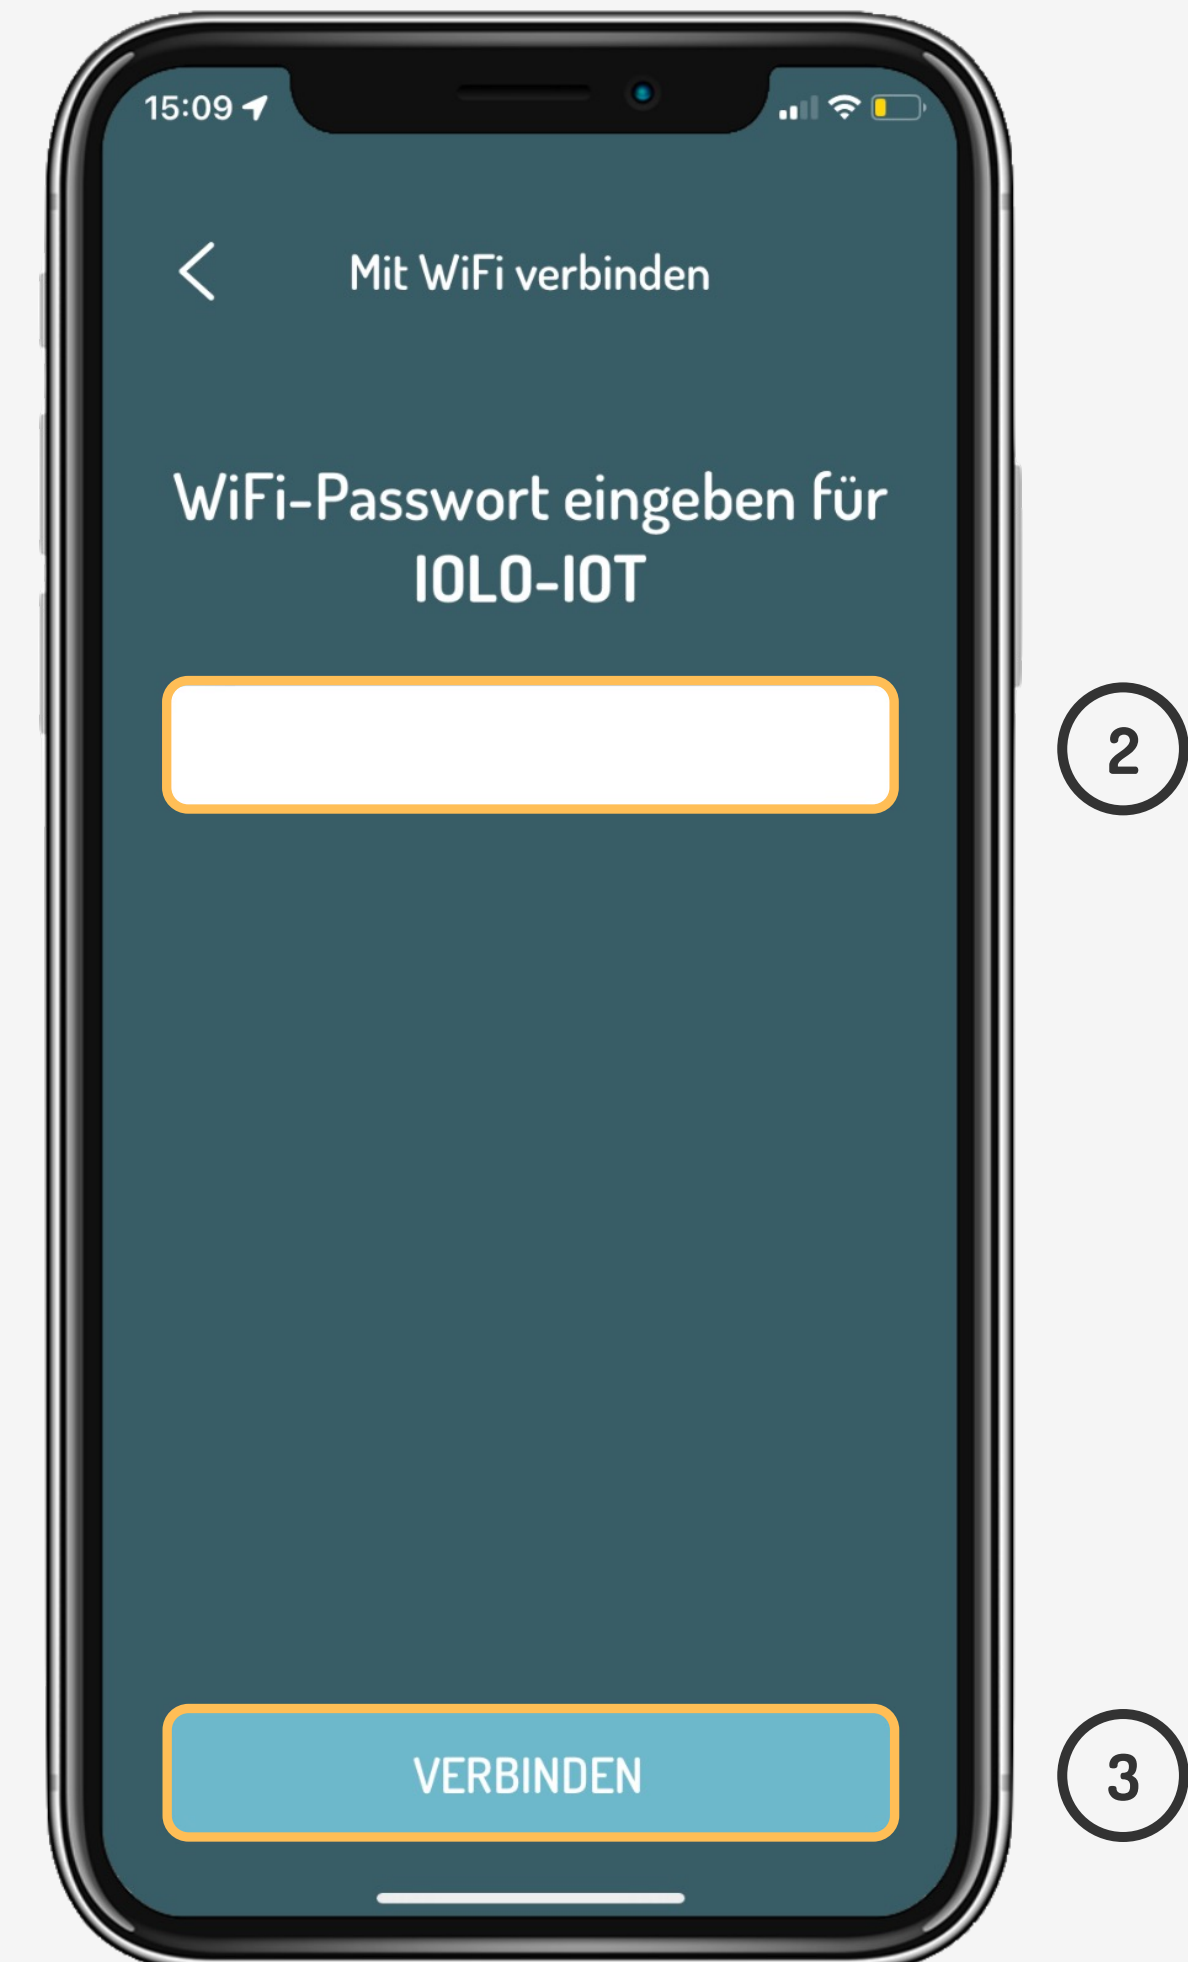 15:09
Mit WiFi verbinden
WiFi-Passwort eingeben für
IOLO-IOT
2
VERBINDEN
3